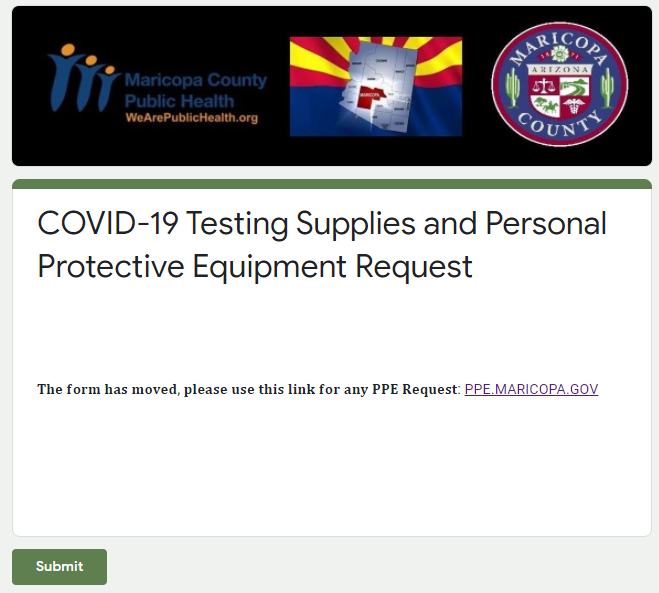 Maricopa County
Public Health
WeArePublicHealth.org
MARICOPA
MARICOPA
ARIZONA
COUNTY
COVID-19 Testing Supplies and Personal
Protective Equipment Request
The form has moved, please use this link for any PPE Request: PPE.MARICOPA.GOV
Submit